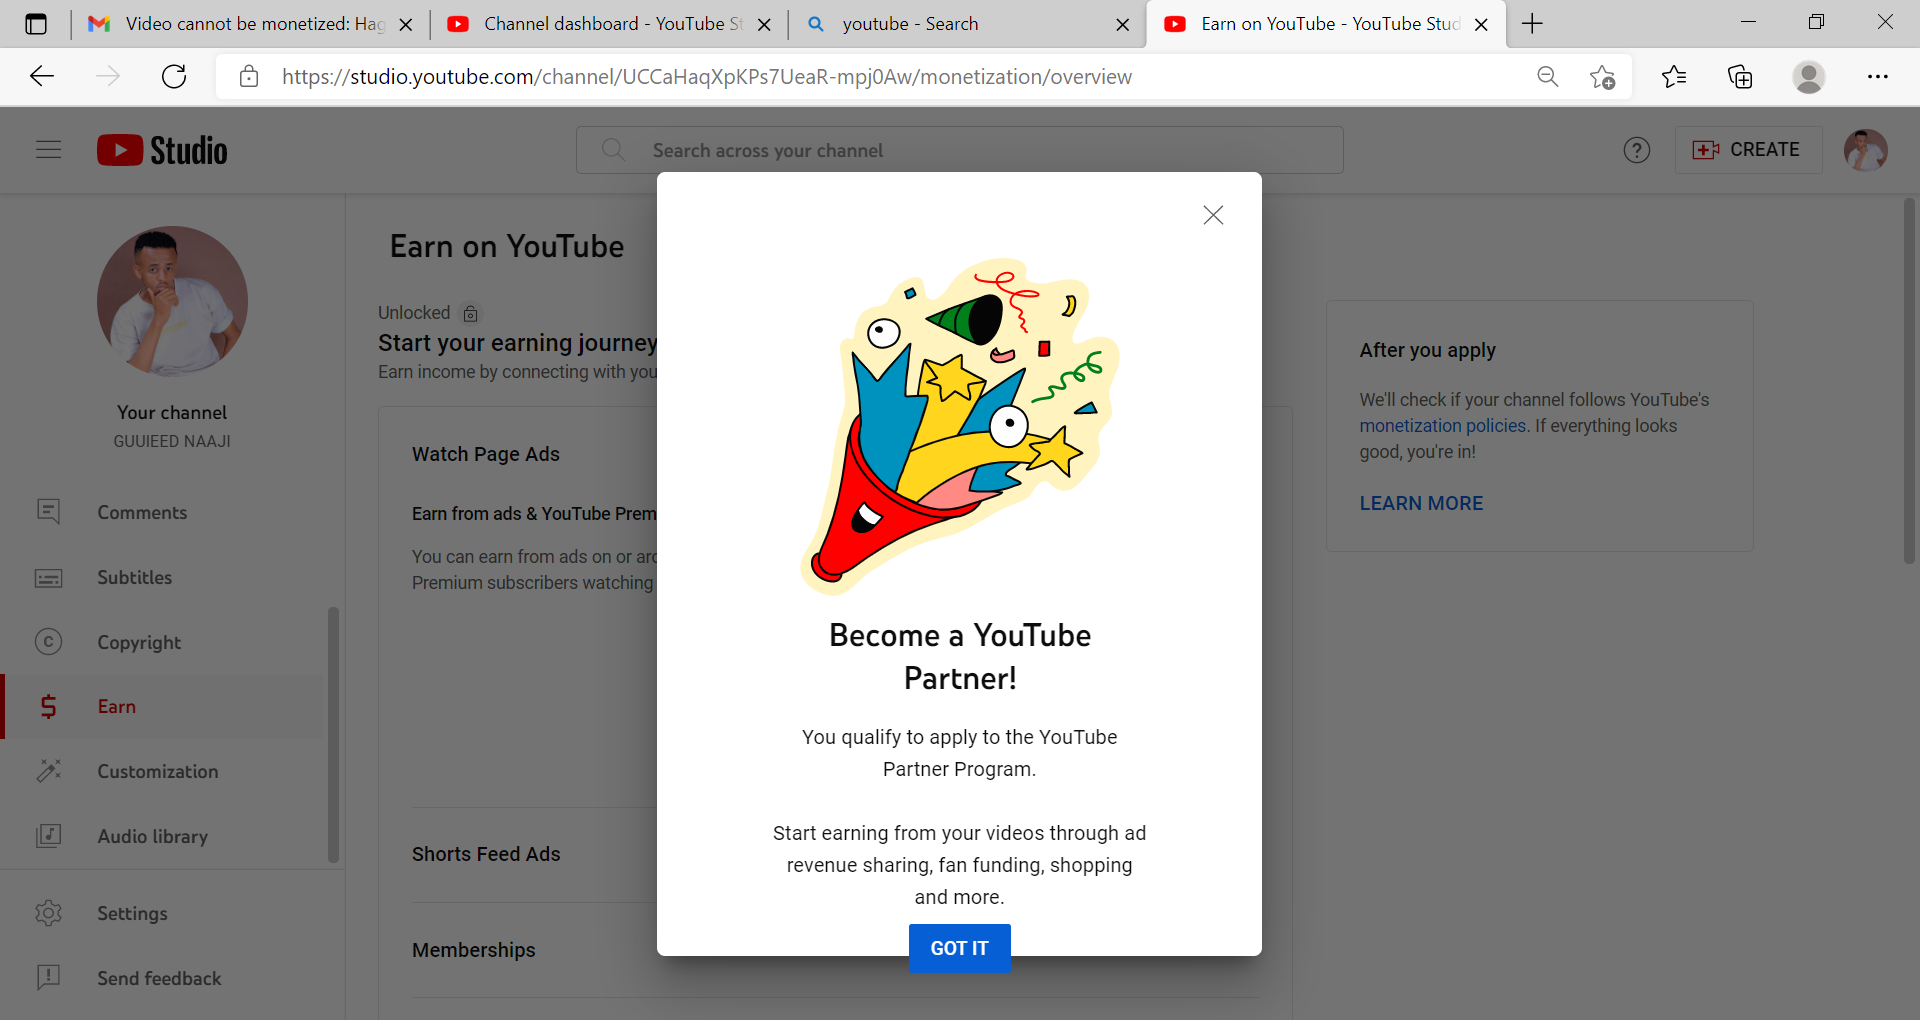 Video cannot be monetized: Hag
Channel dashboard - YouTube St
youtube - Search
Earn on YouTube - YouTube Stud
https://studio.youtube.com/channel/UCCaHaqXpKPs7UeaR-mpj0Aw/monetization/overview
Studio
Search across your channel
CREATE
Your channel
GUUIEED NAAJI
Comments
Subtitles
Copyright
Earn
Customization
Audio library
Settings
Send feedback
Earn on YouTube
Unlocked
Start your earning journey
Earn income by connecting with you
Watch Page Ads
Earn from ads & YouTube Prem
You can earn from ads on or aro
Premium subscribers watching
Shorts Feed Ads
Memberships
Become a YouTube
Partner!
You qualify to apply to the YouTube
Partner Program.
Start earning from your videos through ad
revenue sharing, fan funding, shopping
and more.
GOT IT
After you apply
We'll check if your channel follows YouTube's
monetization policies. If everything looks
good, you're in!
LEARN MORE